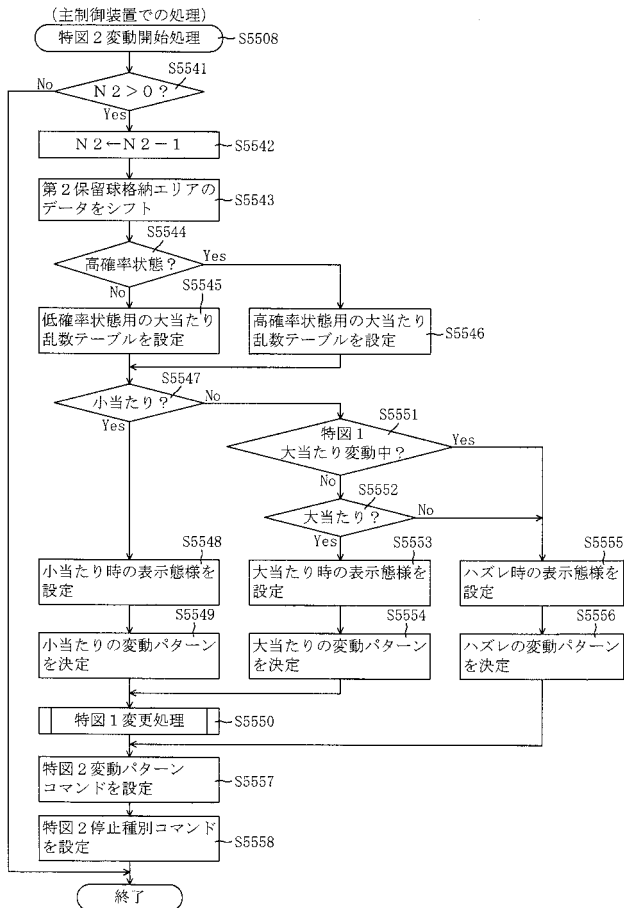 (主制御装置での処理)
特図２変動開始処理
S5508
S5541
No
Ｎ２＞０？
Yes
Ｎ２←Ｎ２－１
S5542
第２保留球格納エリアの
データをシフト
S5543
S5544
高確率状態？
Yes
No
S5545
低確率状態用の大当たり
乱数テーブルを設定
高確率状態用の大当たり
乱数テーブルを設定
S5546
S5547
小当たり？
No
Yes
S5551
特図１
大当たり変動中？
Yes
No
S5552
大当たり？
No
Yes
S5548
小当たり時の表示態様を
設定
S5553
大当たり時の表示態様を
設定
S5555
ハズレ時の表示態様を
設定
S5549
小当たりの変動パターン
を決定
S5554
大当たりの変動パターン
を決定
S5556
ハズレの変動パターン
を決定
特図１変更処理
S5550
特図２変動パターン
コマンドを設定
S5557
特図２停止種別コマンド
を設定
S5558
終了